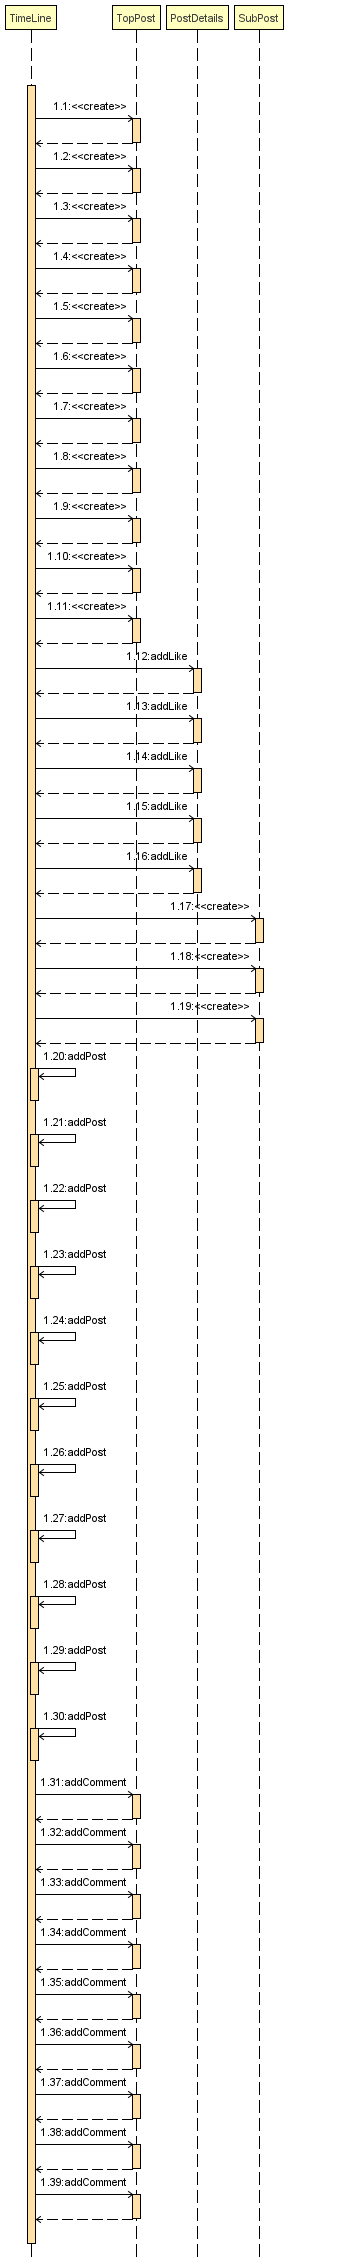 TimeLine TopPost PostDetails SubPost
1.1:<<create>>
1.2:<<create>>
1.3:<<create>>
1.4:<<create>>
1.5:<<create>>
1.6:<<create>>
1.7:<<create>>
1.8:<<create>>
1.9:<<create>>
1.10:<<create>>
1.11:<<create>>
1.12:addLike
1.13:addLike
1.14:addLike
1.15:addLike
1.16:addLike
1.17:<<create>>
1.18:<<create>>
1.19:<<create>>
1.20:addPost
1.21:addPost
1.22:addPost
1.23:addPost
1.24:addPost
1.25:addPost
1.26:addPost
1.27:addPost
1.28:addPost
1.29:addPost
1.30:addPost
1.31:addComment
1.32:addComment
1.33:addComment
1.34:addComment
1.35:addComment
1.36:addComment
1.37:addComment
1.38:addComment
1.39:addComment